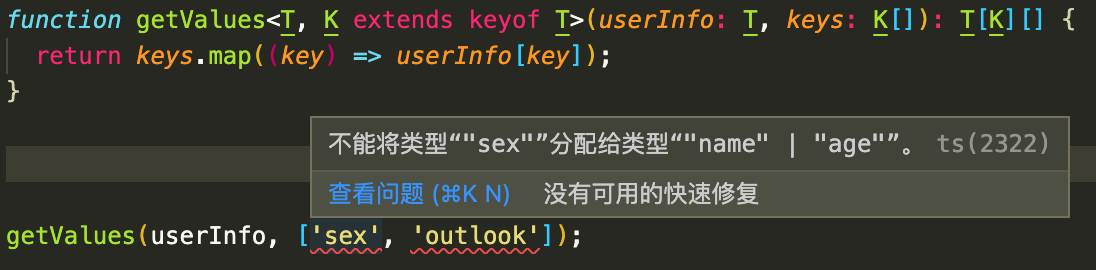 function getValues<T, K extends keyof T>(userInfo: T, keys: K[]): T[K][] {
  return keys.map((key) => userInfo[key]);
}
不能将类型“"sex"”分配给类型“"name" | "age"”。 ts(2322)
查看问题 (⌘K N) 没有可用的快速修复
getValues(userInfo, ['sex', 'outlook']);